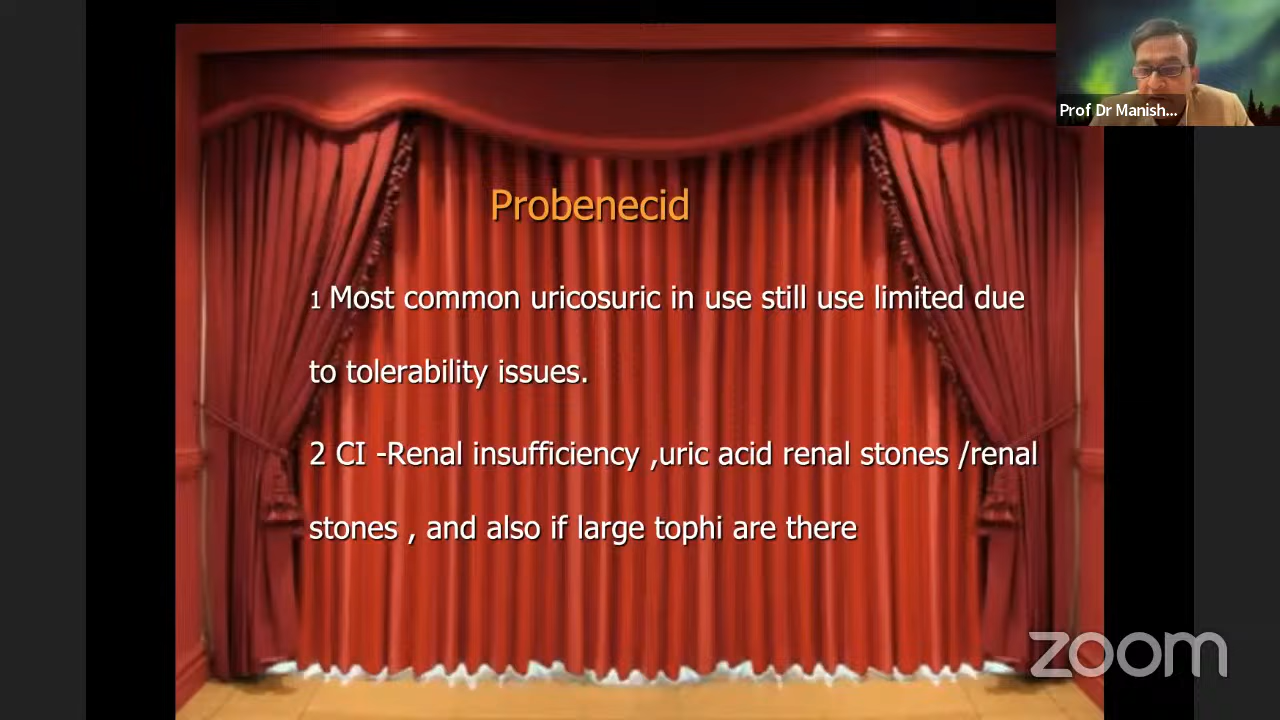 Prof Dr Manish...
Probenecid
1 Most common uricosuric in use still use limited due
to tolerability issues.
2 CI -Renal insufficiency ,uric acid renal stones /renal
stones , and also if large tophi are there
zoom